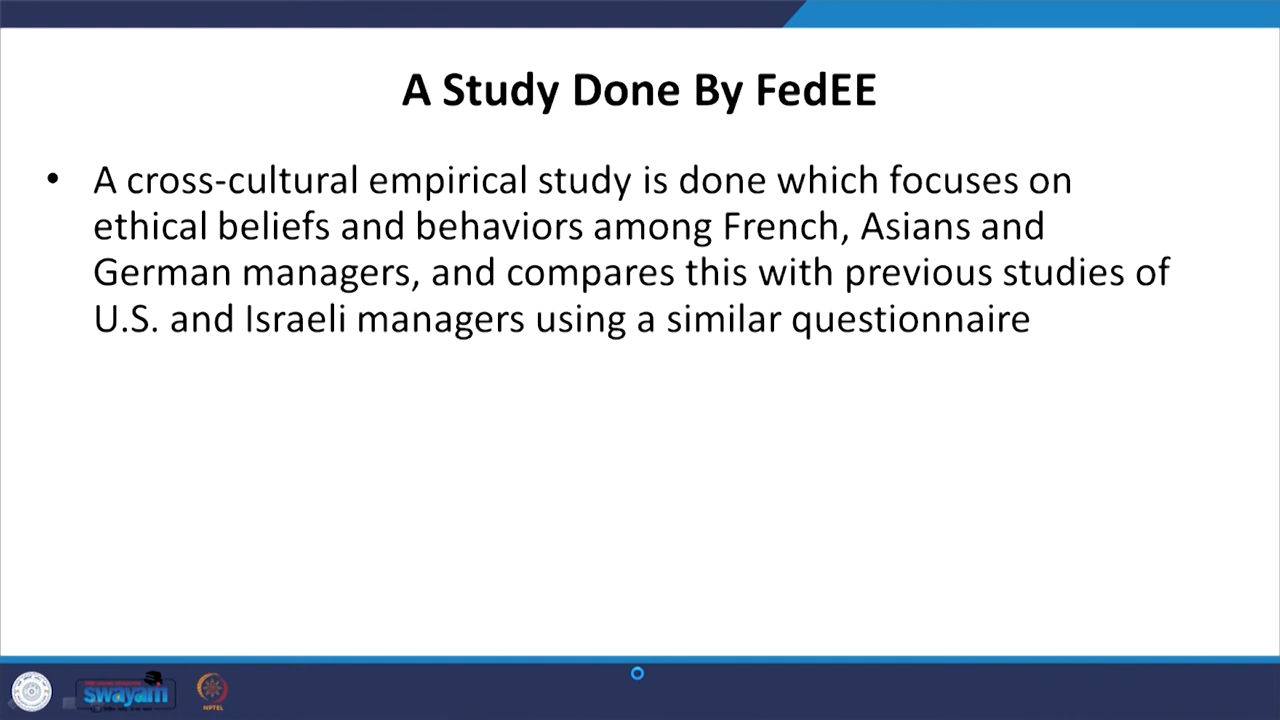 A Study Done By FedEE
• A cross-cultural empirical study is done which focuses on
ethical beliefs and behaviors among French, Asians and
German managers, and compares this with previous studies of
U.S. and Israeli managers using a similar questionnaire
swayam
NPTEL